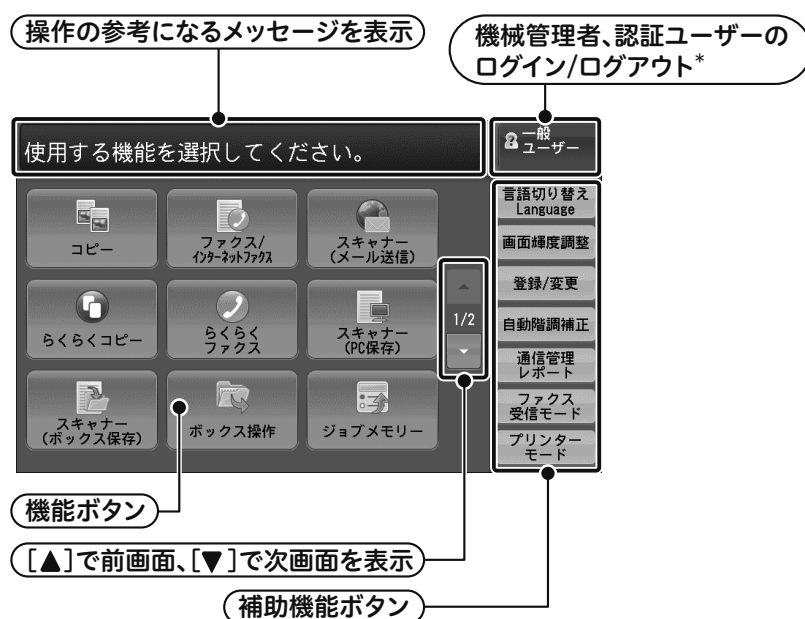 操作の参考になるメッセージを表示
機械管理者、認証ユーザーの
ログイン/ログアウト*
使用する機能を選択してください。
一般
ユーザー
コピー
ファクス/
インターネットファクス
スキャナー
(メール送信)
らくらくコピー
らくらく
ファクス
スキャナー
(PC保存)
スキャナー
(ボックス保存)
ボックス操作
ジョブメモリー
▲
1/2
▼
言語切り替え
Language
画面輝度調整
登録/変更
自動階調補正
通信管理
レポート
ファクス
受信モード
プリンター
モード
機能ボタン
[▲]で前画面、[▼]で次画面を表示
補助機能ボタン